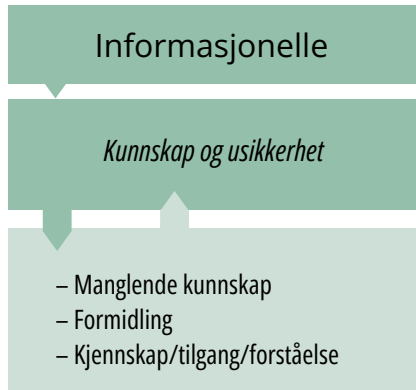 Informasjonelle
Kunnskap og usikkerhet
– Manglende kunnskap
– Formidling
– Kjennskap/tilgang/forståelse